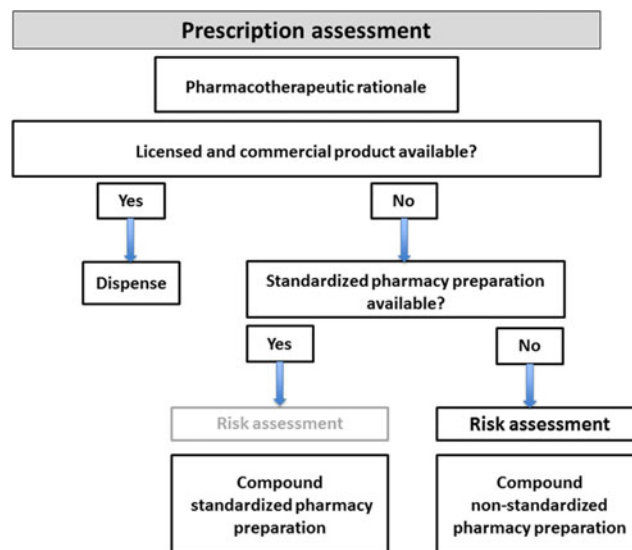 Prescription assessment
Pharmacotherapeutic rationale
Licensed and commercial product available?
Yes
No
Dispense
Standardized pharmacy preparation
available?
Yes
No
Risk assessment
Risk assessment
Compound
standardized pharmacy
preparation
Compound
non-standardized
pharmacy preparation